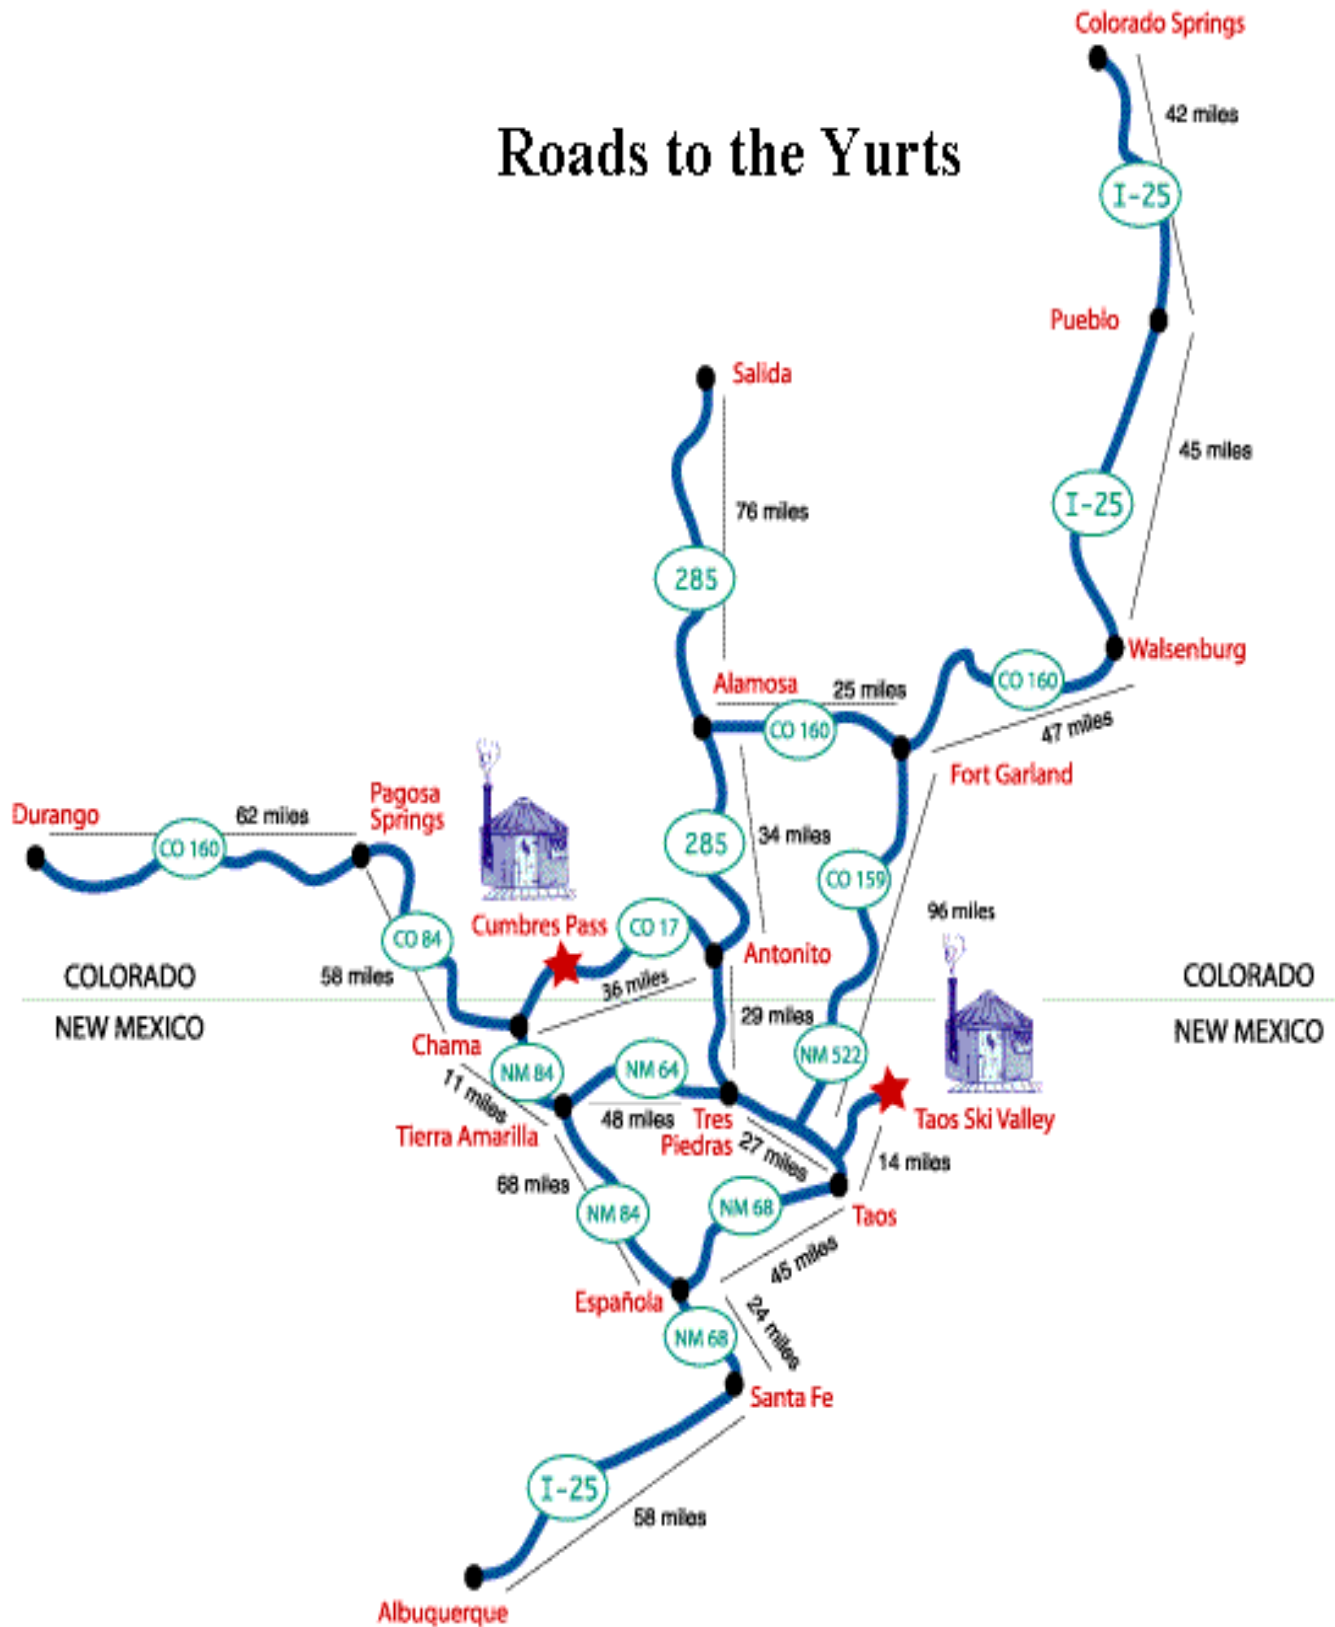 Colorado Springs
42 miles
Roads to the Yurts
I-25
Pueblo
Salida
45 miles
76 miles
I-25
285
Walsenburg
Alamosa
25 miles
CO 160
CO 160
47 miles
Fort Garland
Durango
62 miles
Pagosa
Springs
CO 160
285
34 miles
CO 159
96 miles
Cumbres Pass
CO 17
CO 84
Antonito
58 miles
36 miles
COLORADO
COLORADO
NEW MEXICO
NEW MEXICO
29 miles
Chama
NM 84
NM 64
NM 522
11 miles
48 miles
Tres
Piedras
Taos Ski Valley
Tierra Amarilla
27 miles
14 miles
68 miles
NM 84
NM 68
Taos
45 miles
Española
24 miles
NM 68
Santa Fe
I-25
58 miles
Albuquerque